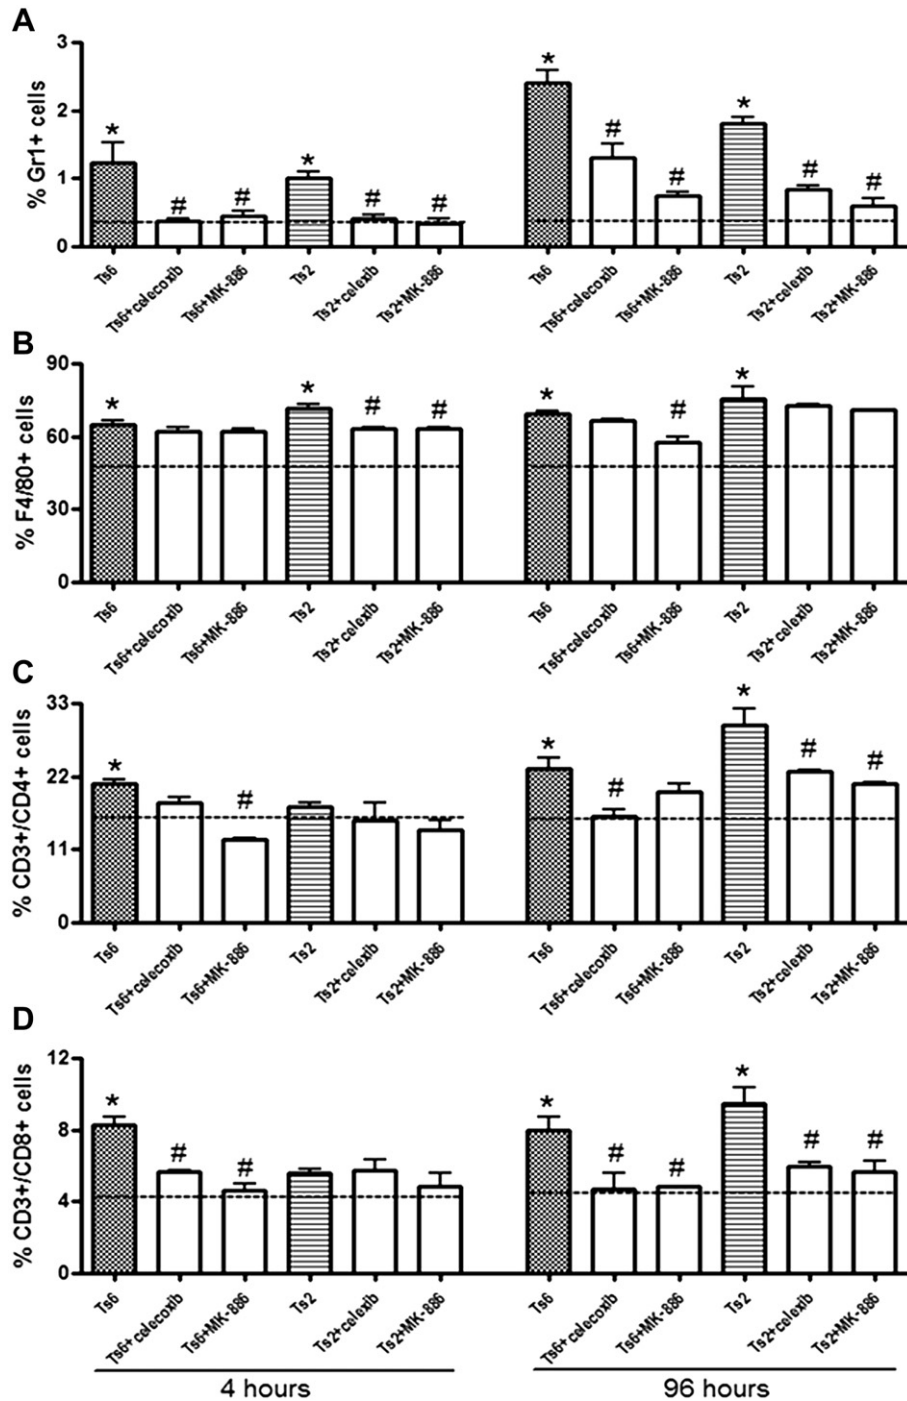 A
% Gr1+ cells
3
2
1
0
* # # * # #
* # # * # #
Ts6 Ts6+celecoxib Ts6+MK-886 Ts2 Ts2+celexib Ts2+MK-886
Ts6 Ts6+celecoxib Ts6+MK-886 Ts2 Ts2+celexib Ts2+MK-886
B
% F4/80+ cells
90
60
30
0
* * # #
* # *
Ts6 Ts6+celecoxib Ts6+MK-886 Ts2 Ts2+celexib Ts2+MK-886
Ts6 Ts6+celecoxib Ts6+MK-886 Ts2 Ts2+celexib Ts2+MK-886
C
% CD3+/CD4+ cells
33
22
11
0
* #
* # * # #
Ts6 Ts6+celecoxib Ts6+MK-886 Ts2 Ts2+celexib Ts2+MK-886
Ts6 Ts6+celecoxib Ts6+MK-886 Ts2 Ts2+celexib Ts2+MK-886
D
% CD3+/CD8+ cells
12
8
4
0
* # #
* # # * # #
Ts6 Ts6+celecoxib Ts6+MK-886 Ts2 Ts2+celexib Ts2+MK-886
Ts6 Ts6+celecoxib Ts6+MK-886 Ts2 Ts2+celexib Ts2+MK-886
4 hours
96 hours